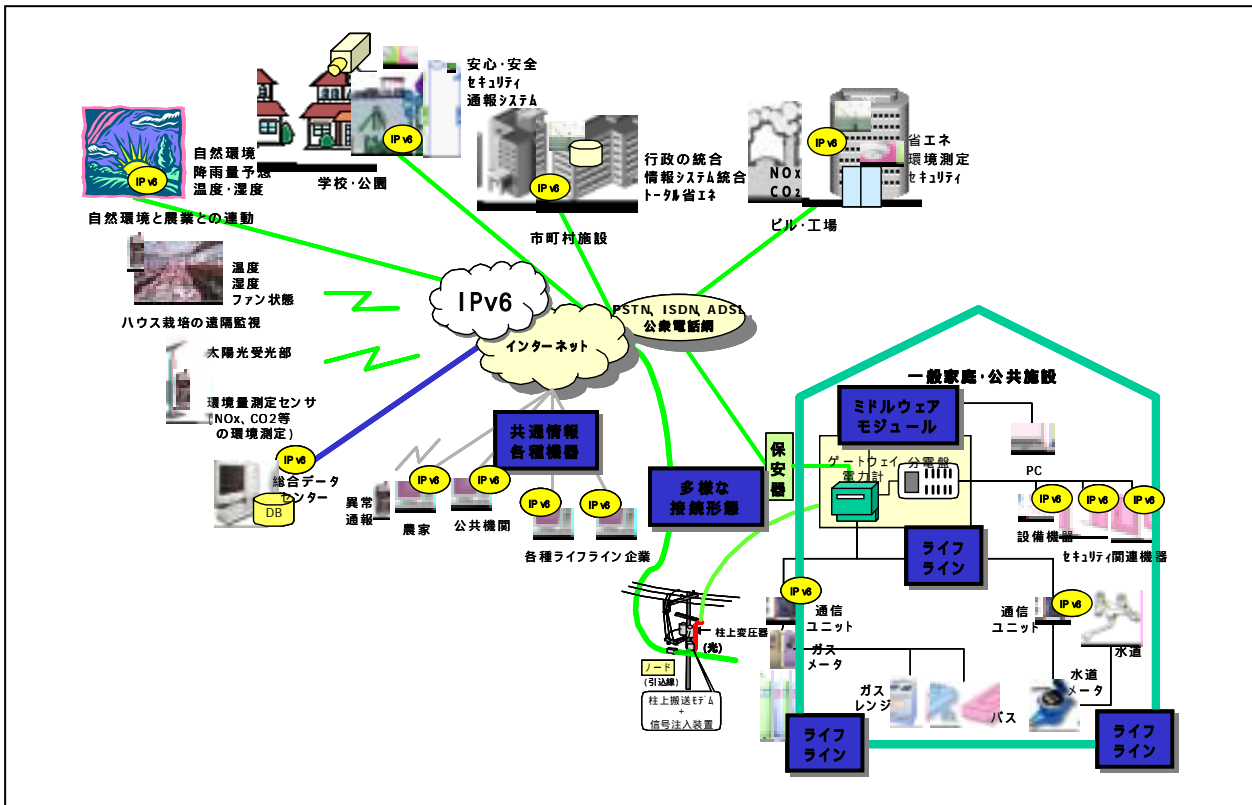 安心・安全
セキュリティ
通報システム
IPv6
学校・公園
自然環境
降雨量予想
温度・湿度
IPv6
自然環境と農業との連動
行政の統合
情報システム統合
トータル省エネ
IPv6
市町村施設
NOx
CO2
IPv6
省エネ
環境測定
セキュリティ
ビル・工場
温度
湿度
ファン状態
ハウス栽培の遠隔監視
IPv6
インターネット
PSTN、ISDN、ADSL
公衆電話網
太陽光受光部
環境量測定センサ
(NOx、CO2等
の環境測定)
IPv6
総合データ
センター
DB
共通情報
各種機器
異常
通報
IPv6
農家
IPv6
公共機関
IPv6
IPv6
各種ライフライン企業
多様な
接続形態
保
安
器
一般家庭・公共施設
ミドルウェア
モジュール
ゲートウェイ
電力計
分電盤
PC
IPv6
IPv6
IPv6
設備機器
セキュリティ関連機器
ライフ
ライン
IPv6
通信
ユニット
通信
ユニット
IPv6
水道
ガス
メータ
ガス
レンジ
バス
水道
メータ
柱上変圧器
(光)
ノード
(引込線)
柱上搬送モデム
+
信号注入装置
ライフ
ライン
ライフ
ライン